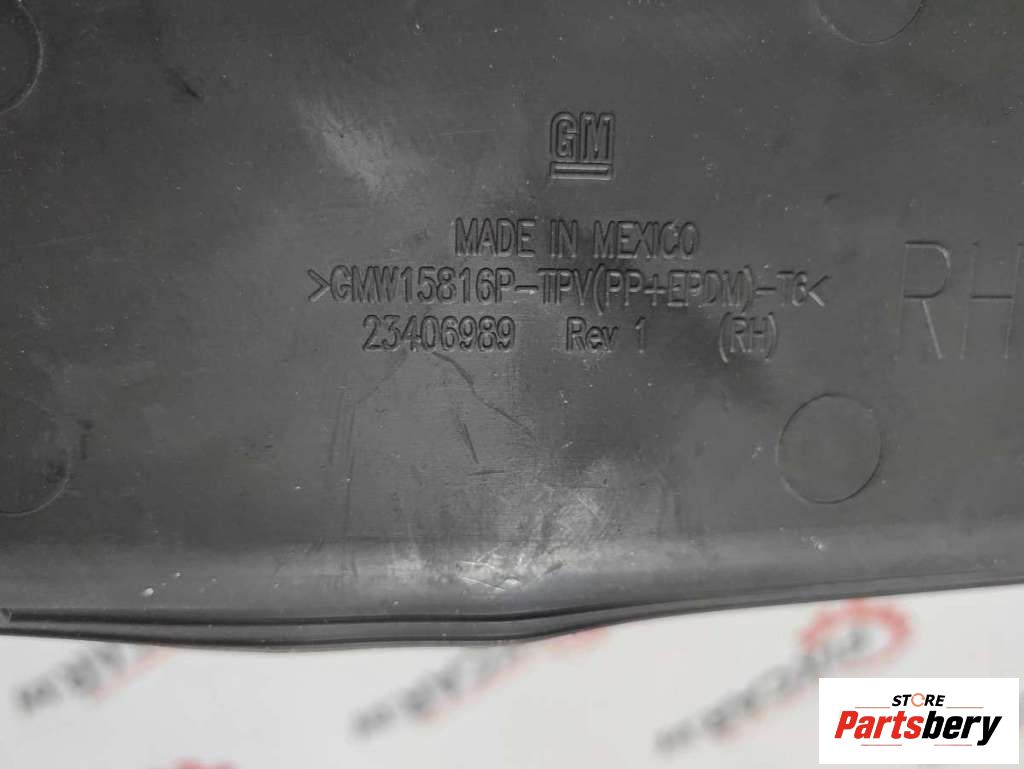 GM
MADE IN MEXICO
>GMW15816P-TPV(PP+EPDM)-T6<
23406989 Rev 1 (RH)
RH
STORE
Partsbery